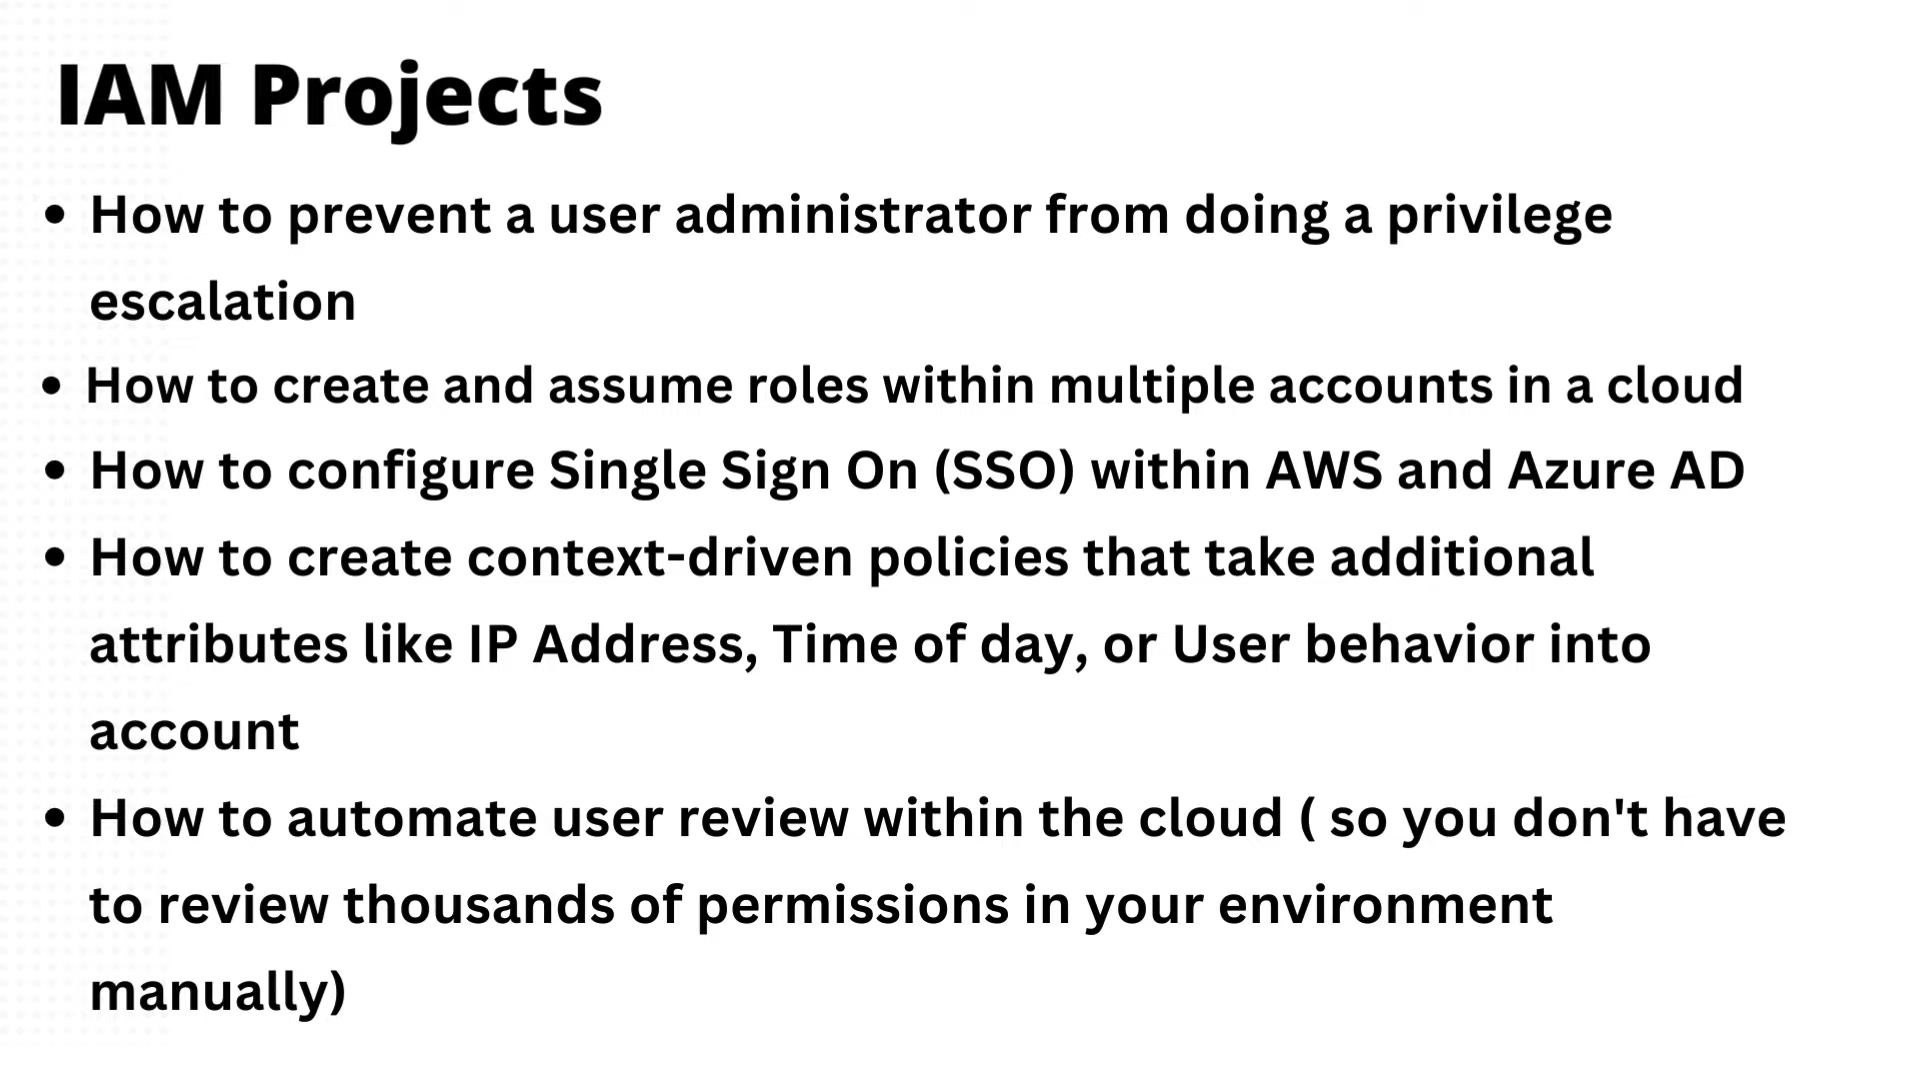 IAM Projects
• How to prevent a user administrator from doing a privilege
escalation
• How to create and assume roles within multiple accounts in a cloud
• How to configure Single Sign On (SSO) within AWS and Azure AD
• How to create context-driven policies that take additional
attributes like IP Address, Time of day, or User behavior into
account
• How to automate user review within the cloud ( so you don't have
to review thousands of permissions in your environment
manually)